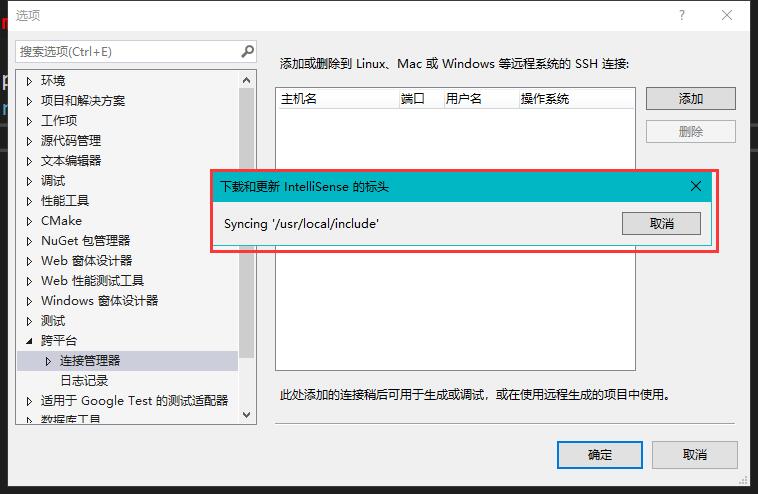 选项
?
搜索选项(Ctrl+E)
环境
项目和解决方案
工作项
源代码管理
文本编辑器
调试
性能工具
CMake
NuGet 包管理器
Web 窗体设计器
Web 性能测试工具
Windows 窗体设计器
测试
跨平台
连接管理器
日志记录
适用于 Google Test 的测试适配器
数据库工具
添加或删除到 Linux、Mac 或 Windows 等远程系统的 SSH 连接:
主机名 端口 用户名 操作系统
添加
删除
下载和更新 IntelliSense 的标头
Syncing '/usr/local/include'
取消
此处添加的连接稍后可用于生成或调试，或在使用远程生成的项目中使用。
确定
取消